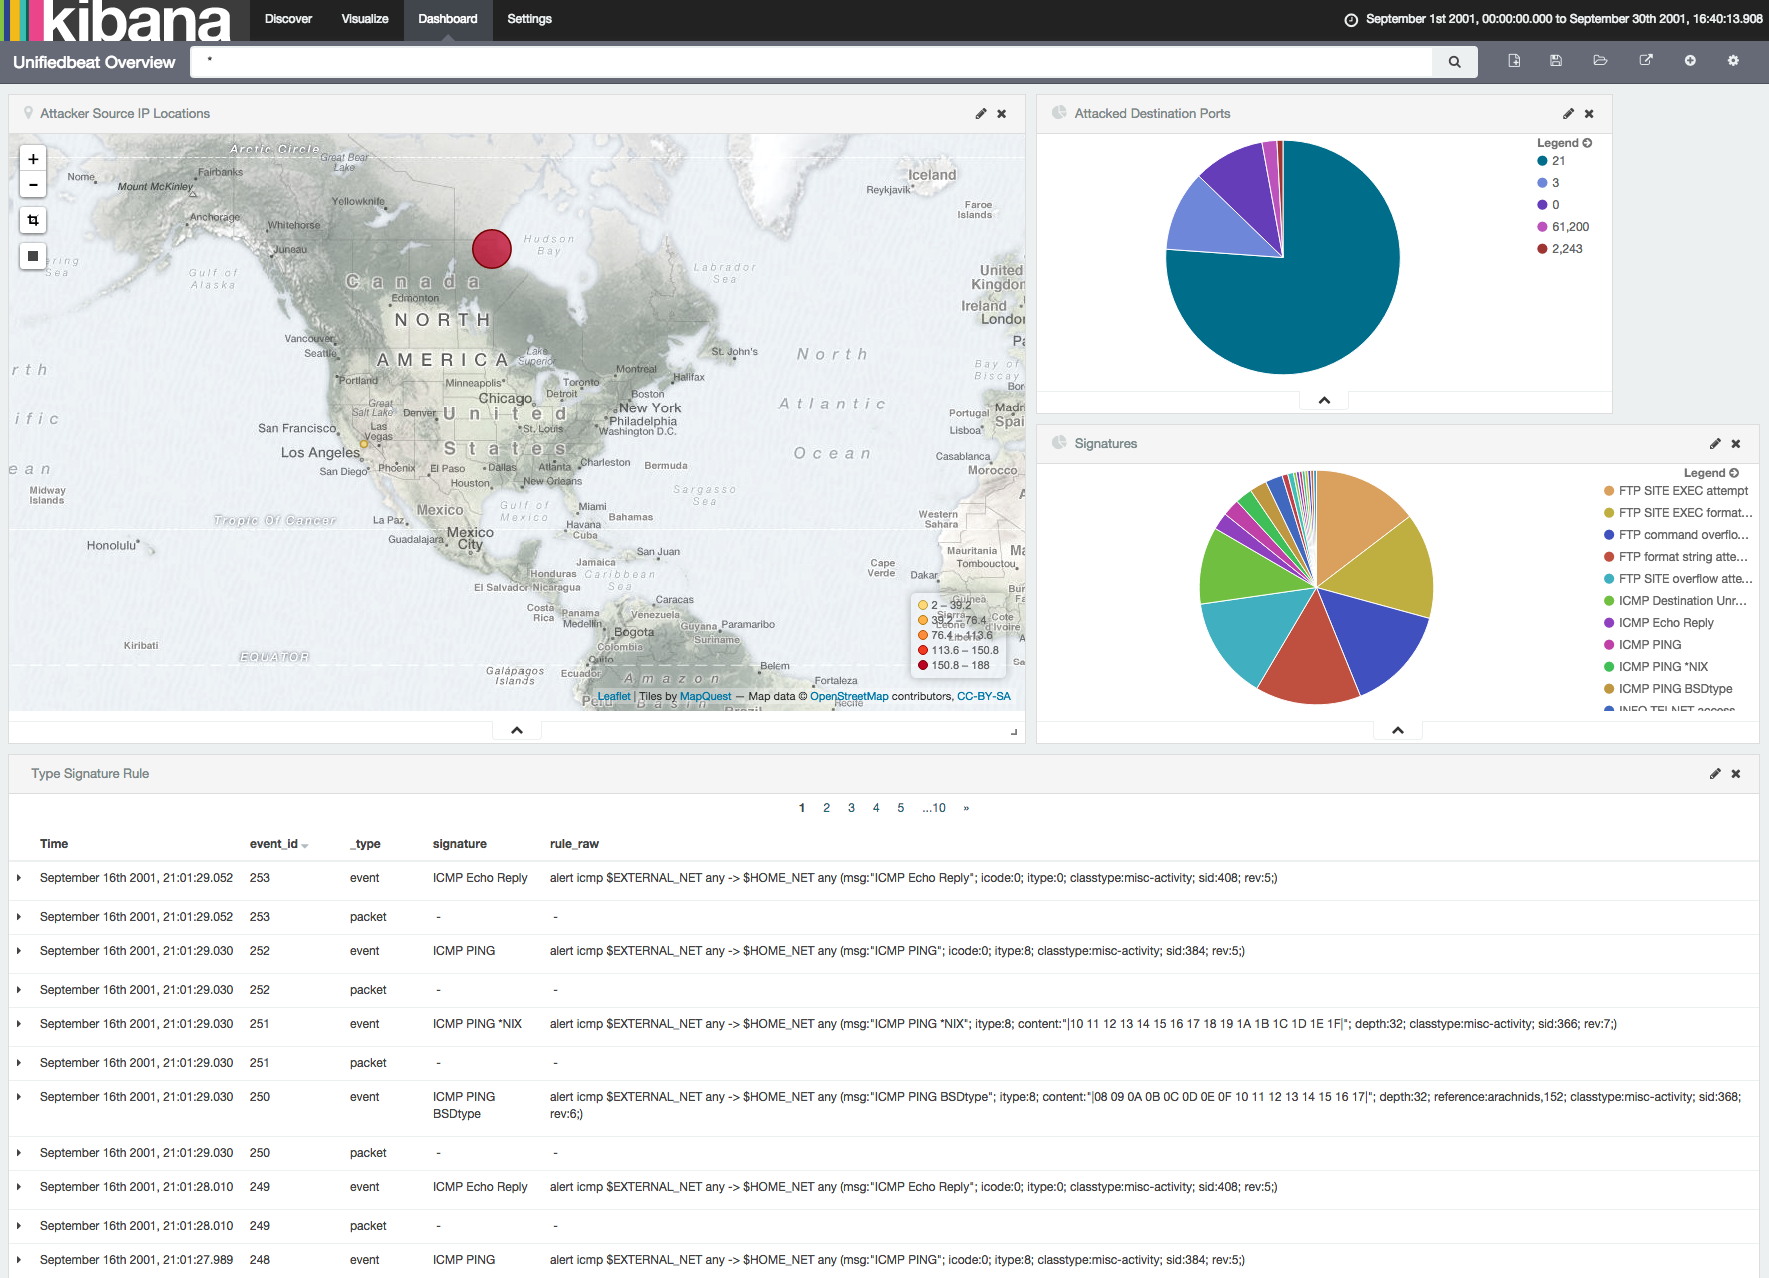 kibana
Discover Visualize Dashboard Settings
September 1st 2001, 00:00:00.000 to September 30th 2001, 16:40:13.908
Unifiedbeat Overview
*
Attacker Source IP Locations
+
-
Arctic Circle
Great Bear Lake
Nome
Fairbanks
Mount McKinley
Yellowknife
Anchorage
Whitehorse
Juneau
Gulf of Alaska
Hudson Bay
Labrador Sea
Iceland
Reykjavik
Faroe Islands
Canada
Edmonton
United Kingdom
Ireland
London
NORTH AMERICA
Vancouver
Seattle
Lake Superior
St. John's
North Atlantic Ocean
Bay of Biscay
Portland
Minneapolis
Toronto
Montreal
Halifax
Chicago
Detroit
Boston
Great Salt Lake
Denver
United States
New York
Philadelphia
Washington D.C.
St. Louis
San Francisco
Las Vegas
Los Angeles
San Diego
Phoenix
El Paso
Dallas
Atlanta
Charleston
Bermuda
Houston
New Orleans
Portugal
Lisboa
Casablanca
Morocco
Midway Islands
Tropic Of Cancer
La Paz
Mexico
Gulf of Mexico
Miami
Bahamas
Sargasso Sea
Havana
Cuba
Honolulu
Guadalajara
Mexico City
San Juan
Western Sahara
Mauritania
Tombouctou
Jamaica
Caribbean Sea
Honduras
El Salvador
Nicaragua
Cape Verde
Dakar
Caracas
Costa Rica
Panama
Medellin
Venezuela
Guyana
Paramaribo
Suriname
Bogota
Colombia
Kiribati
EQUATOR
Galápagos Islands
Quito
Ecuador
Amazon Basin
Belem
Fortaleza
Recife
2 – 39.2
39.2 – 76.4
76.4 – 113.6
113.6 – 150.8
150.8 – 188
Leaflet | Tiles by MapQuest — Map data © OpenStreetMap contributors, CC-BY-SA
Attacked Destination Ports
Legend
21
3
0
61,200
2,243
Signatures
Legend
FTP SITE EXEC attempt
FTP SITE EXEC format...
FTP command overflo...
FTP format string atte...
FTP SITE overflow atte...
ICMP Destination Unr...
ICMP Echo Reply
ICMP PING
ICMP PING *NIX
ICMP PING BSDtype
INFO TELNET access
Type Signature Rule
1 2 3 4 5 ...10 »
Time event_id _type signature rule_raw
September 16th 2001, 21:01:29.052 253 event ICMP Echo Reply alert icmp $EXTERNAL_NET any -> $HOME_NET any (msg:"ICMP Echo Reply"; icode:0; itype:0; classtype:misc-activity; sid:408; rev:5;)
September 16th 2001, 21:01:29.052 253 packet - -
September 16th 2001, 21:01:29.030 252 event ICMP PING alert icmp $EXTERNAL_NET any -> $HOME_NET any (msg:"ICMP PING"; icode:0; itype:8; classtype:misc-activity; sid:384; rev:5;)
September 16th 2001, 21:01:29.030 252 packet - -
September 16th 2001, 21:01:29.030 251 event ICMP PING *NIX alert icmp $EXTERNAL_NET any -> $HOME_NET any (msg:"ICMP PING *NIX"; itype:8; content:"|10 11 12 13 14 15 16 17 18 19 1A 1B 1C 1D 1E 1F|"; depth:32; classtype:misc-activity; sid:366; rev:7;)
September 16th 2001, 21:01:29.030 251 packet - -
September 16th 2001, 21:01:29.030 250 event ICMP PING BSDtype alert icmp $EXTERNAL_NET any -> $HOME_NET any (msg:"ICMP PING BSDtype"; itype:8; content:"|08 09 0A 0B 0C 0D 0E 0F 10 11 12 13 14 15 16 17|"; depth:32; reference:arachnids,152; classtype:misc-activity; sid:368; rev:6;)
September 16th 2001, 21:01:29.030 250 packet - -
September 16th 2001, 21:01:28.010 249 event ICMP Echo Reply alert icmp $EXTERNAL_NET any -> $HOME_NET any (msg:"ICMP Echo Reply"; icode:0; itype:0; classtype:misc-activity; sid:408; rev:5;)
September 16th 2001, 21:01:28.010 249 packet - -
September 16th 2001, 21:01:27.989 248 event ICMP PING alert icmp $EXTERNAL_NET any -> $HOME_NET any (msg:"ICMP PING"; icode:0; itype:8; classtype:misc-activity; sid:384; rev:5;)